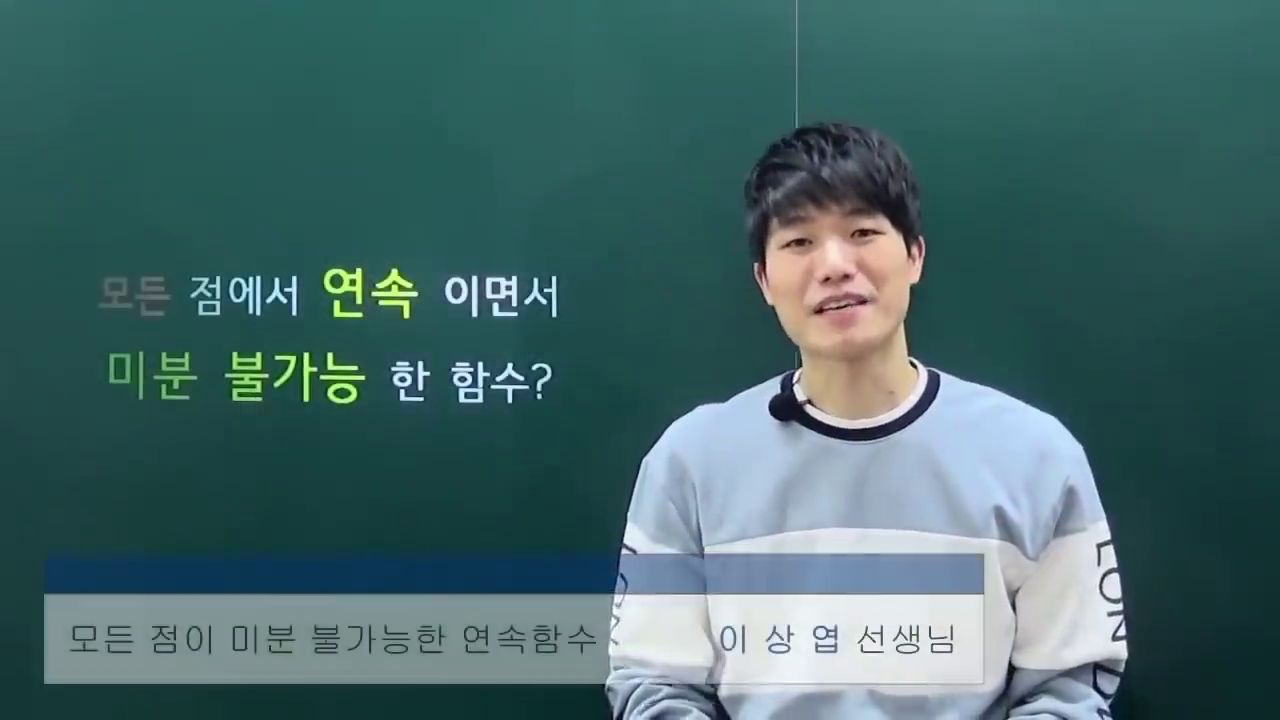 모든 점에서 연속 이면서
미분 불가능 한 함수?
모든 점이 미분 불가능한 연속함수
이 상 엽 선생님
LOND